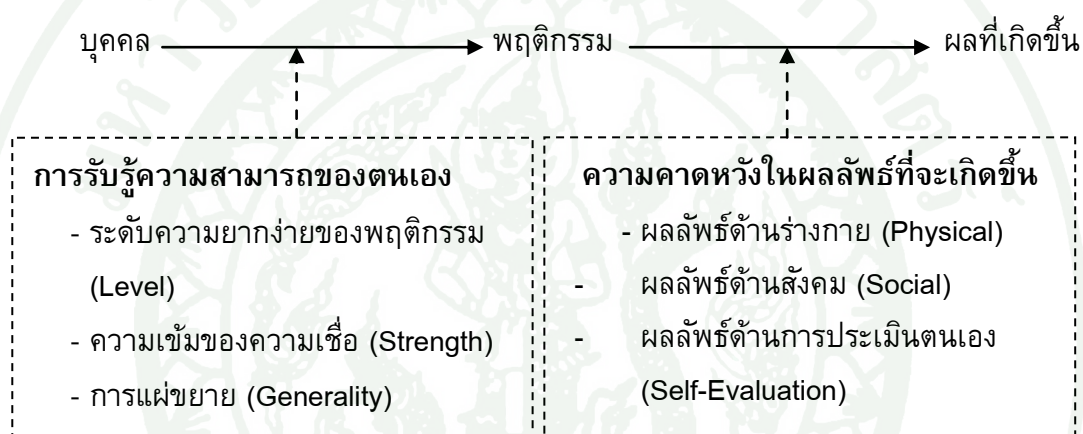 บุคคล พฤติกรรม ผลที่เกิดขึ้น
การรับรู้ความสามารถของตนเอง
- ระดับความยากง่ายของพฤติกรรม
(Level)
- ความเข้มของความเชื่อ (Strength)
- การแผ่ขยาย (Generality)
ความคาดหวังในผลลัพธ์ที่จะเกิดขึ้น
- ผลลัพธ์ด้านร่างกาย (Physical)
- ผลลัพธ์ด้านสังคม (Social)
- ผลลัพธ์ด้านการประเมินตนเอง
(Self-Evaluation)